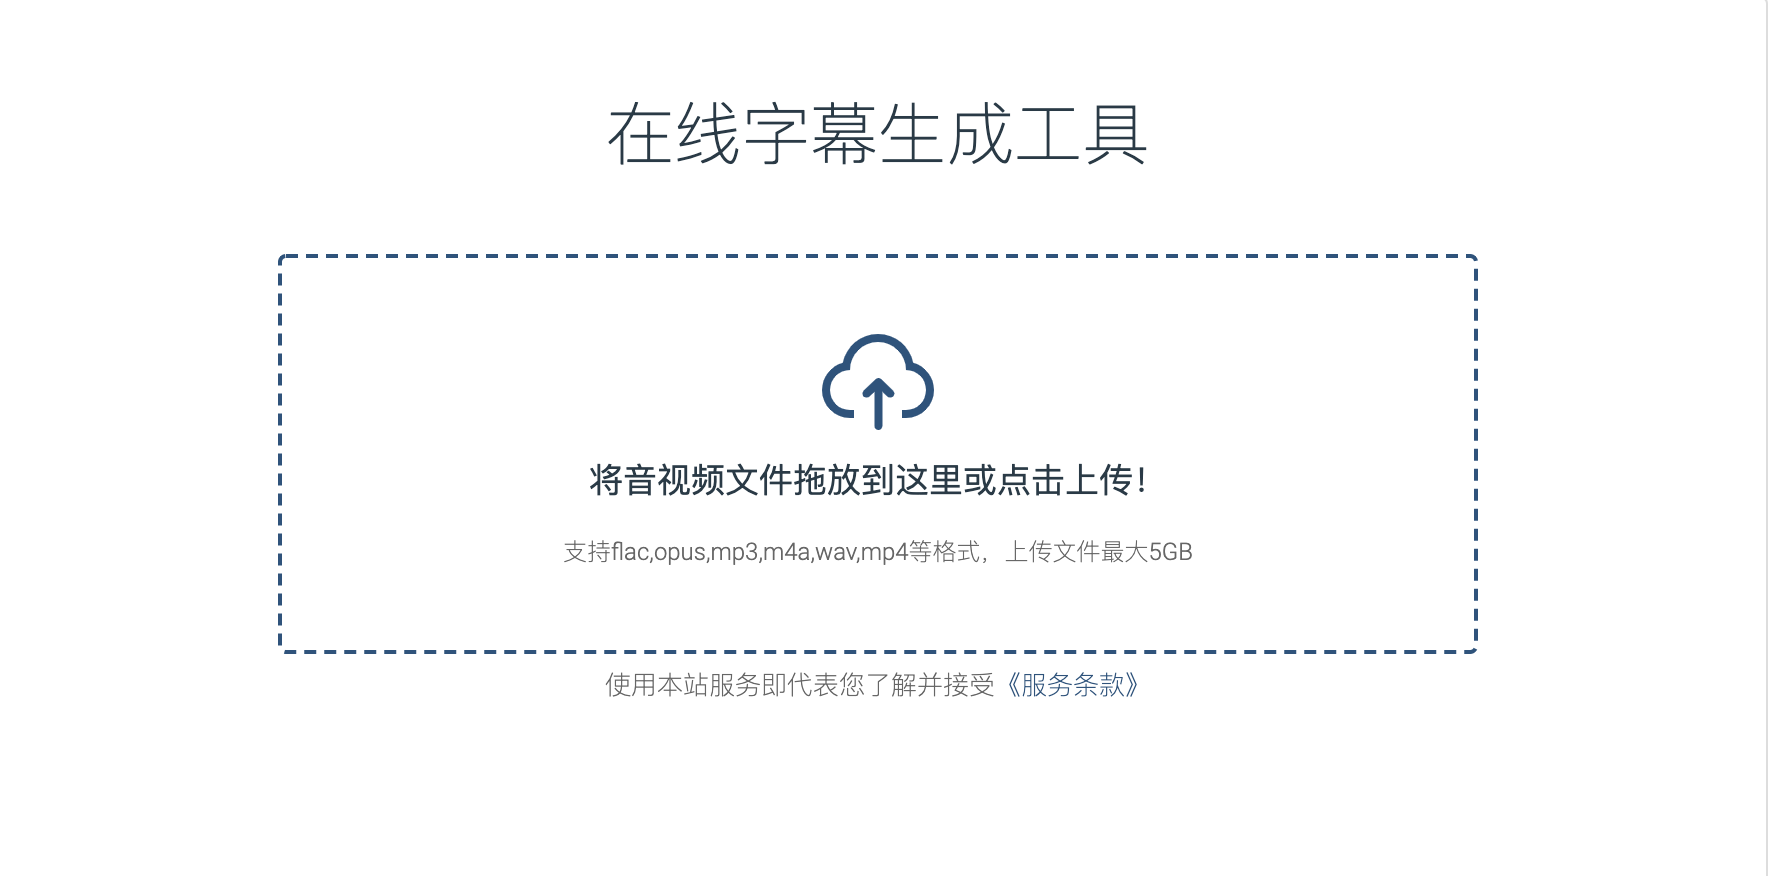 在线字幕生成工具
将音视频文件拖放到这里或点击上传！
支持flac,opus,mp3,m4a,wav,mp4等格式，上传文件最大5GB
使用本站服务即代表您了解并接受《服务条款》